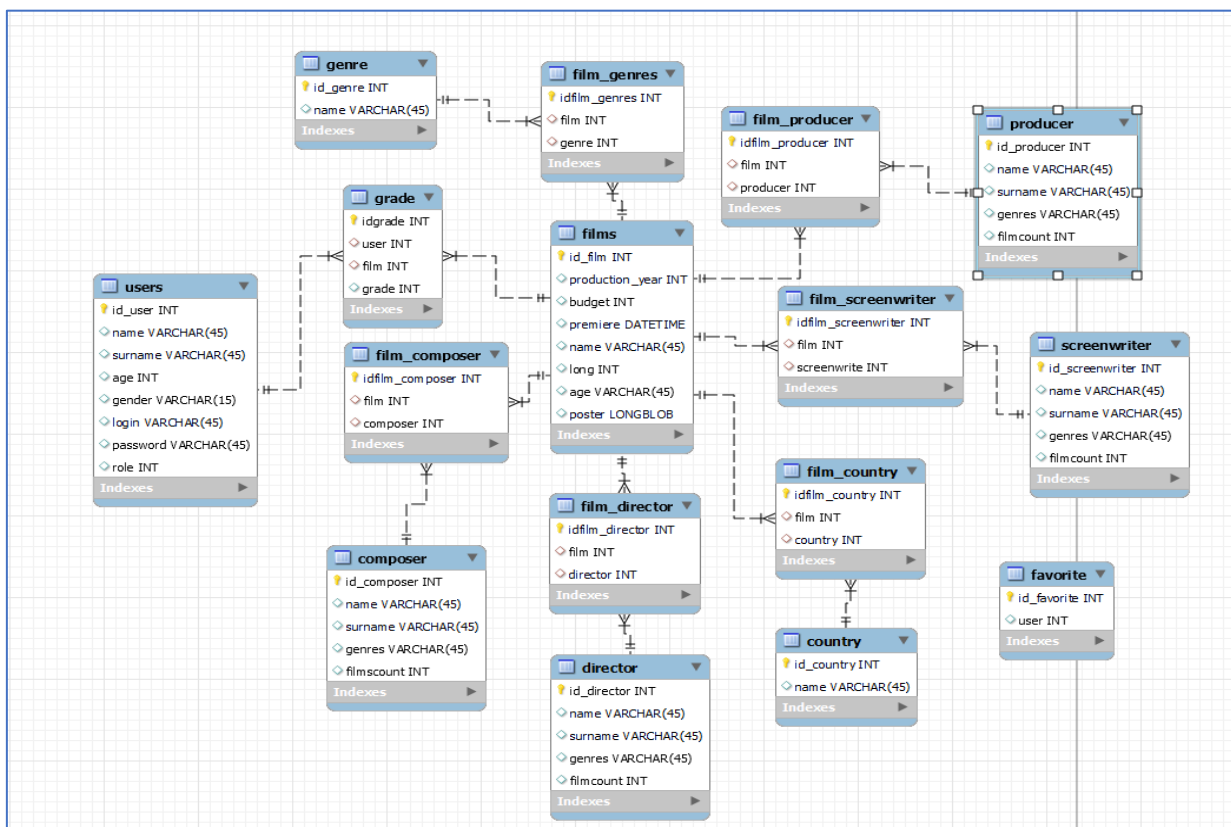 genre
id_genre INT
name VARCHAR(45)
Indexes
film_genres
idfilm_genres INT
film INT
genre INT
Indexes
film_producer
idfilm_producer INT
film INT
producer INT
Indexes
producer
id_producer INT
name VARCHAR(45)
surname VARCHAR(45)
genres VARCHAR(45)
filmcount INT
Indexes
grade
idgrade INT
user INT
film INT
grade INT
Indexes
films
id_film INT
production_year INT
budget INT
premiere DATETIME
name VARCHAR(45)
long INT
age VARCHAR(45)
poster LONGBLOB
Indexes
users
id_user INT
name VARCHAR(45)
surname VARCHAR(45)
age INT
gender VARCHAR(15)
login VARCHAR(45)
password VARCHAR(45)
role INT
Indexes
film_screenwriter
idfilm_screenwriter INT
film INT
screenwrite INT
Indexes
screenwriter
id_screenwriter INT
name VARCHAR(45)
surname VARCHAR(45)
genres VARCHAR(45)
filmcount INT
Indexes
film_composer
idfilm_composer INT
film INT
composer INT
Indexes
film_country
idfilm_country INT
film INT
country INT
Indexes
film_director
idfilm_director INT
film INT
director INT
Indexes
composer
id_composer INT
name VARCHAR(45)
surname VARCHAR(45)
genres VARCHAR(45)
filmscount INT
Indexes
favorite
id_favorite INT
user INT
Indexes
country
id_country INT
name VARCHAR(45)
Indexes
director
id_director INT
name VARCHAR(45)
surname VARCHAR(45)
genres VARCHAR(45)
filmcount INT
Indexes